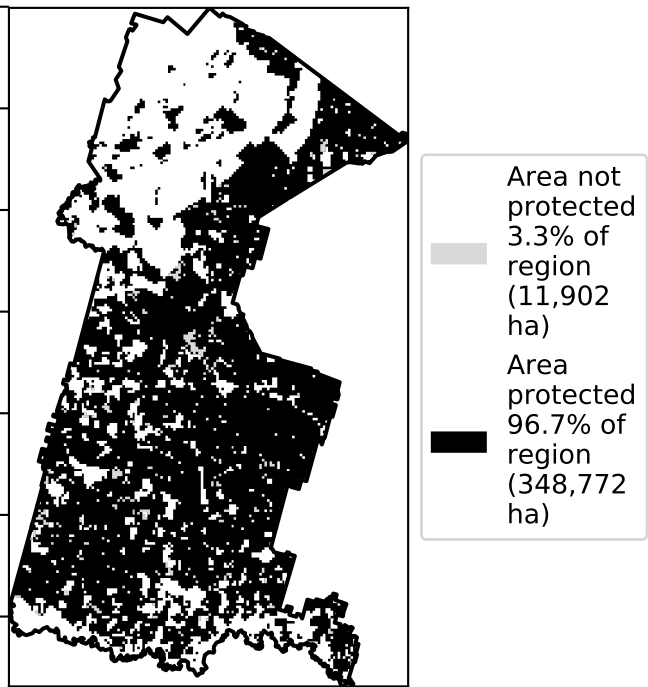 Area not
protected
3.3% of
region
(11,902
ha)
Area
protected
96.7% of
region
(348,772
ha)